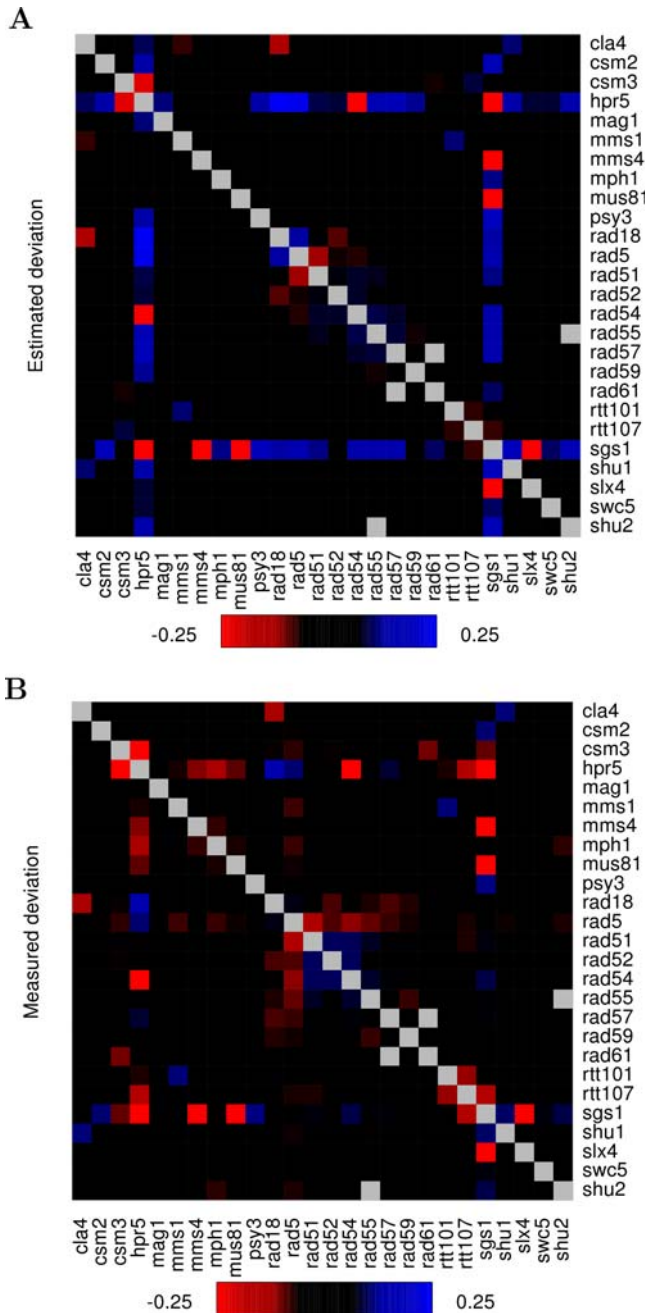 A
Estimated deviation
cla4
csm2
csm3
hpr5
mag1
mms1
mms4
mph1
mus81
psy3
rad18
rad5
rad51
rad52
rad54
rad55
rad57
rad59
rad61
rtt101
rtt107
sgs1
shu1
slx4
swc5
shu2
cla4 csm2 csm3 hpr5 mag1 mms1 mms4 mph1 mus81 psy3 rad18 rad5 rad51 rad52 rad54 rad55 rad57 rad59 rad61 rtt101 rtt107 sgs1 shu1 slx4 swc5 shu2
-0.25 0.25
B
Measured deviation
cla4
csm2
csm3
hpr5
mag1
mms1
mms4
mph1
mus81
psy3
rad18
rad5
rad51
rad52
rad54
rad55
rad57
rad59
rad61
rtt101
rtt107
sgs1
shu1
slx4
swc5
shu2
cla4 csm2 csm3 hpr5 mag1 mms1 mms4 mph1 mus81 psy3 rad18 rad5 rad51 rad52 rad54 rad55 rad57 rad59 rad61 rtt101 rtt107 sgs1 shu1 slx4 swc5 shu2
-0.25 0.25